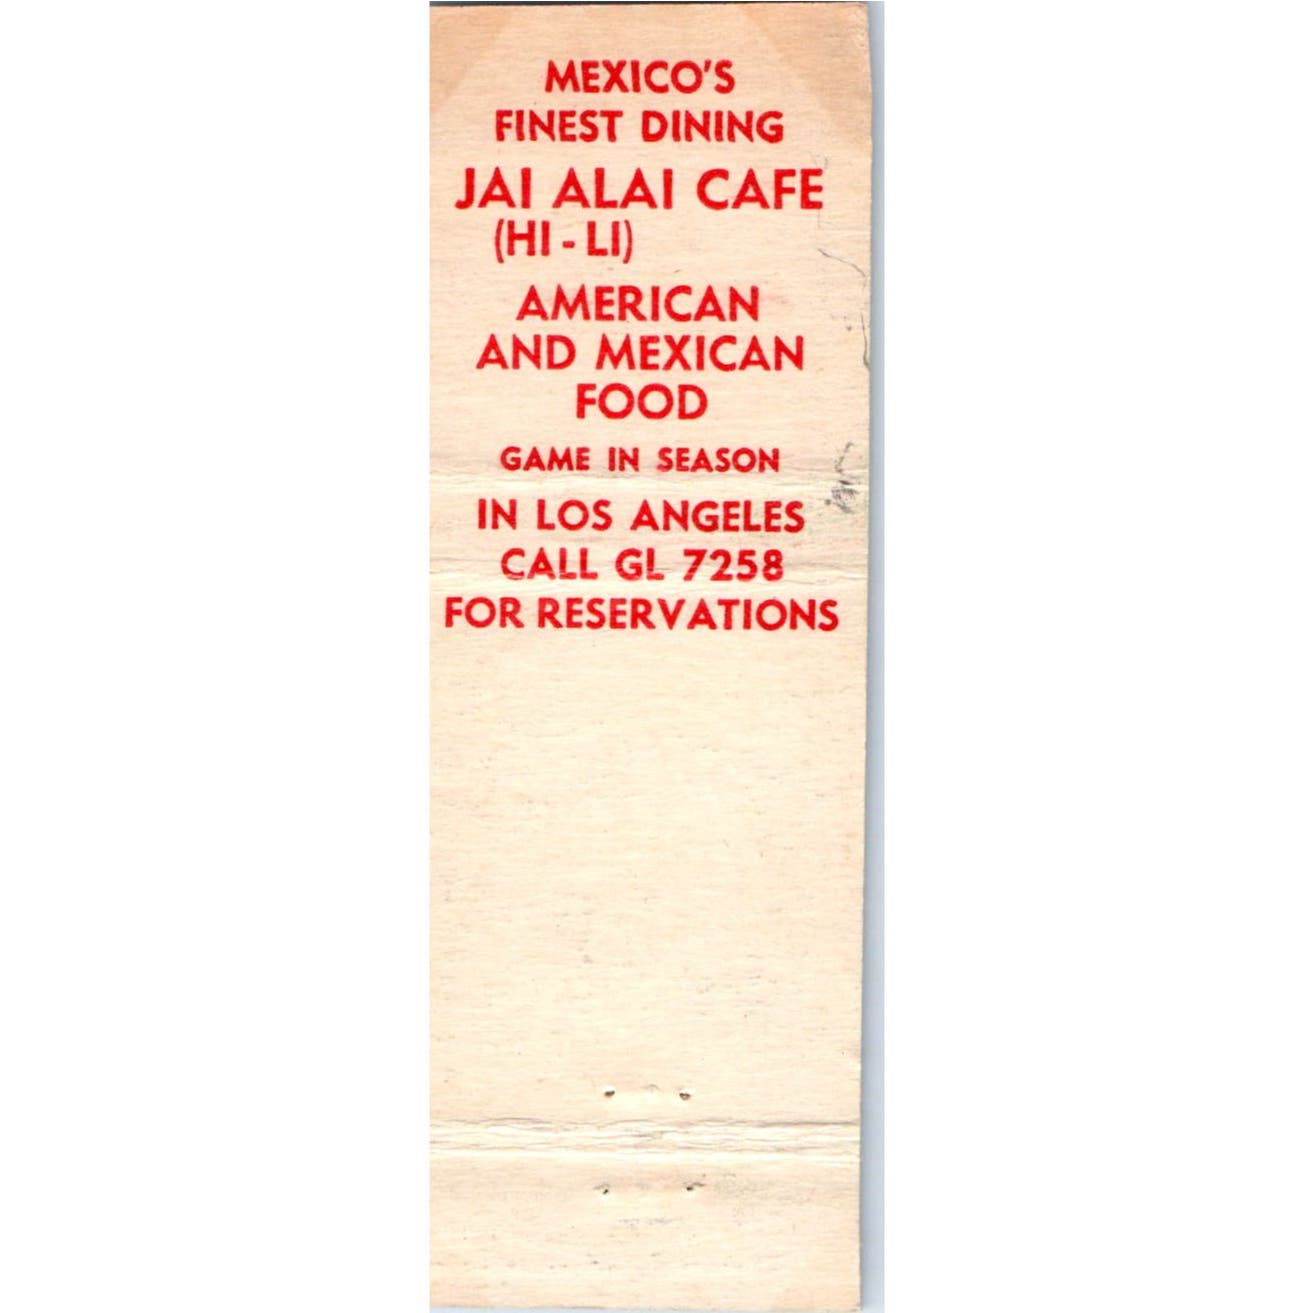 MEXICO'S
FINEST DINING
JAI ALAI CAFE
(HI - LI)
AMERICAN
AND MEXICAN
FOOD
GAME IN SEASON
IN LOS ANGELES
CALL GL 7258
FOR RESERVATIONS